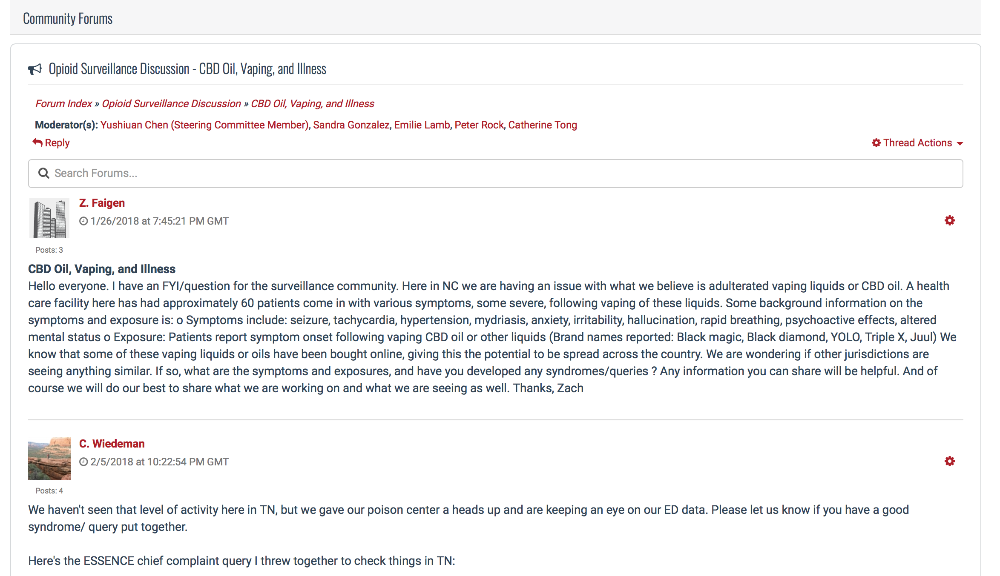 Community Forums
Opioid Surveillance Discussion - CBD Oil, Vaping, and Illness
Forum Index » Opioid Surveillance Discussion » CBD Oil, Vaping, and Illness
Moderator(s): Yushiuan Chen (Steering Committee Member), Sandra Gonzalez, Emilie Lamb, Peter Rock, Catherine Tong
Reply
Thread Actions
Search Forums...
Z. Faigen
1/26/2018 at 7:45:21 PM GMT
Posts: 3
CBD Oil, Vaping, and Illness
Hello everyone. I have an FYI/question for the surveillance community. Here in NC we are having an issue with what we believe is adulterated vaping liquids or CBD oil. A health
care facility here has had approximately 60 patients come in with various symptoms, some severe, following vaping of these liquids. Some background information on the
symptoms and exposure is: o Symptoms include: seizure, tachycardia, hypertension, mydriasis, anxiety, irritability, hallucination, rapid breathing, psychoactive effects, altered
mental status o Exposure: Patients report symptom onset following vaping CBD oil or other liquids (Brand names reported: Black magic, Black diamond, YOLO, Triple X, Juul) We
know that some of these vaping liquids or oils have been bought online, giving this the potential to be spread across the country. We are wondering if other jurisdictions are
seeing anything similar. If so, what are the symptoms and exposures, and have you developed any syndromes/queries ? Any information you can share will be helpful. And of
course we will do our best to share what we are working on and what we are seeing as well. Thanks, Zach
C. Wiedeman
2/5/2018 at 10:22:54 PM GMT
Posts: 4
We haven't seen that level of activity here in TN, but we gave our poison center a heads up and are keeping an eye on our ED data. Please let us know if you have a good
syndrome/ query put together.
Here's the ESSENCE chief complaint query I threw together to check things in TN: